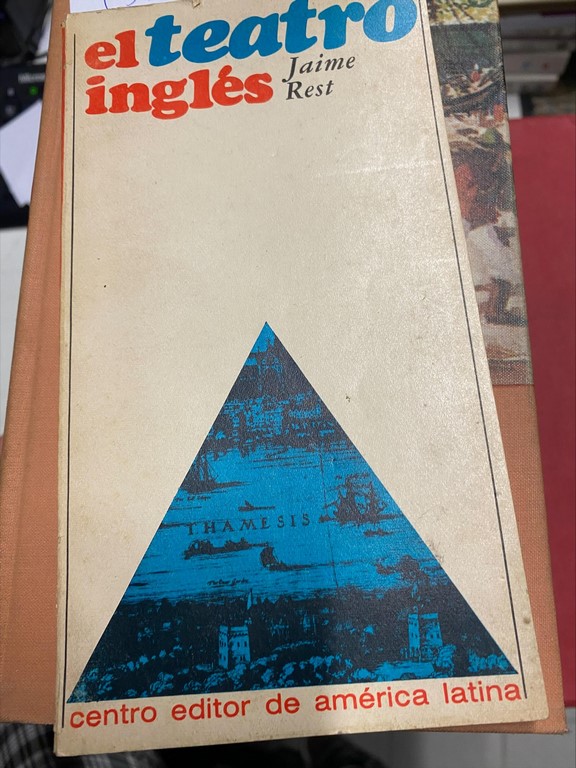 el teatro
inglés
Jaime
Rest
THAMESIS
centro editor de américa latina